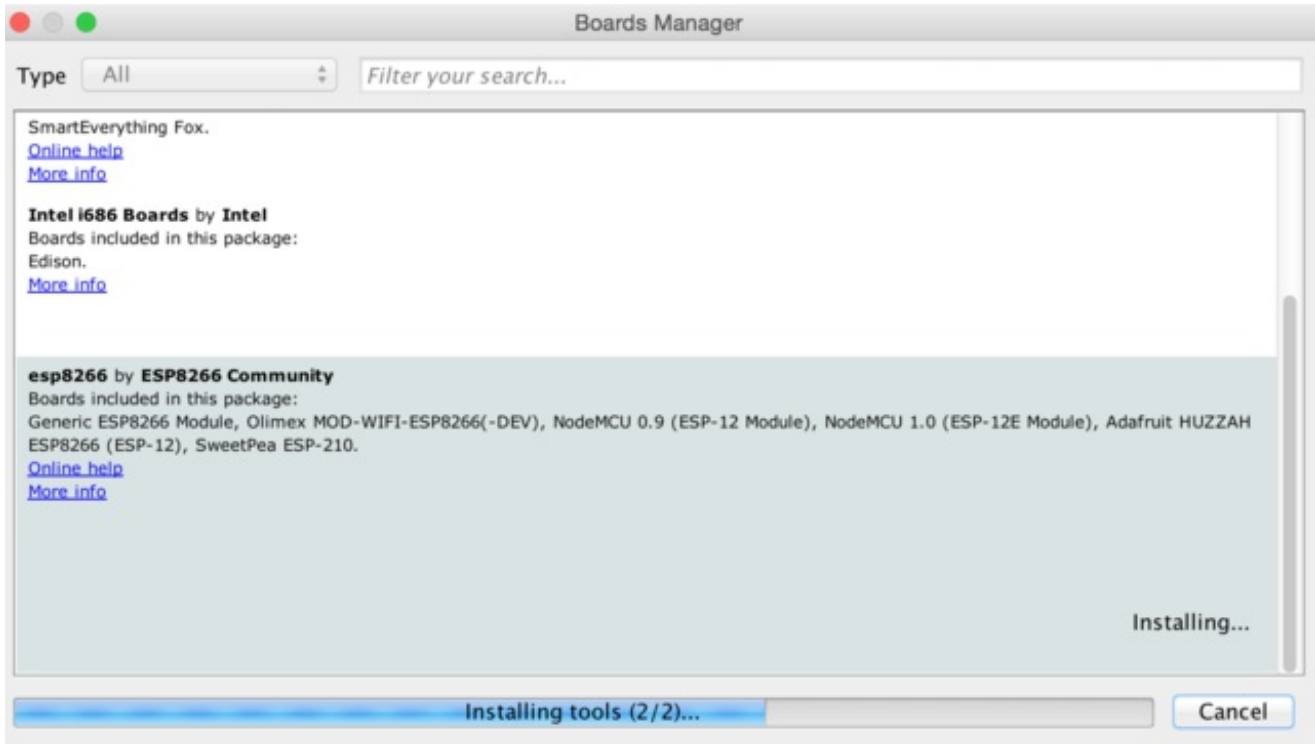 Boards Manager
Type All Filter your search...
SmartEverything Fox.
Online help
More info
Intel i686 Boards by Intel
Boards included in this package:
Edison.
More info
esp8266 by ESP8266 Community
Boards included in this package:
Generic ESP8266 Module, Olimex MOD-WIFI-ESP8266(-DEV), NodeMCU 0.9 (ESP-12 Module), NodeMCU 1.0 (ESP-12E Module), Adafruit HUZZAH
ESP8266 (ESP-12), SweetPea ESP-210.
Online help
More info
Installing...
Installing tools (2/2)... Cancel